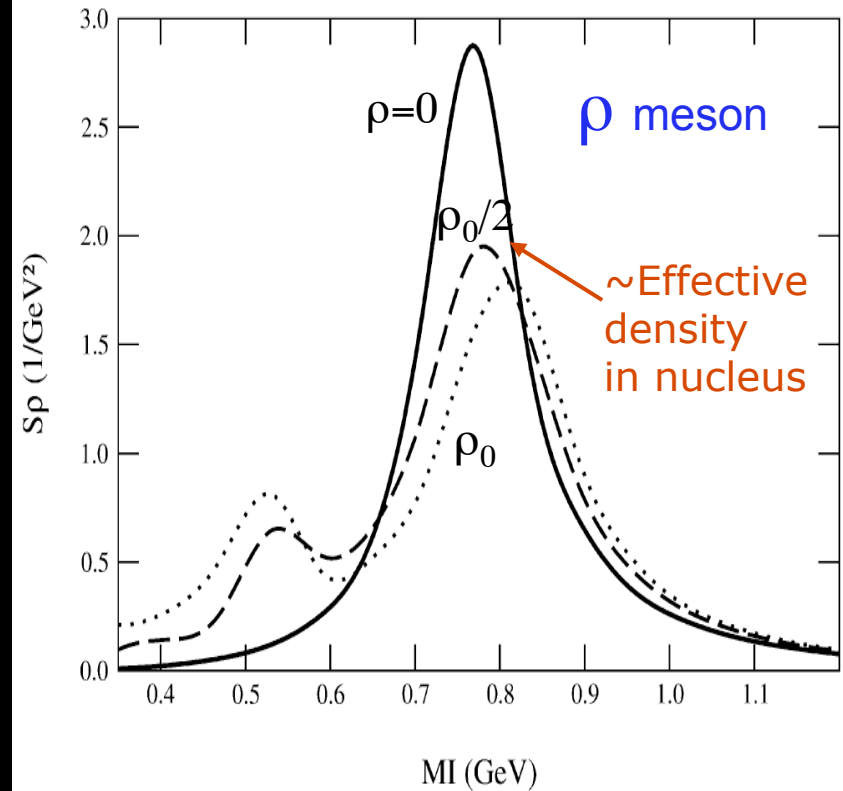 3.0
ρ=0
ρ meson
2.5
ρ₀/2
2.0
~Effective
density
in nucleus
1.5
ρ₀
1.0
0.5
0.0
Sρ (1/GeV²)
0.4 0.5 0.6 0.7 0.8 0.9 1.0 1.1
MI (GeV)